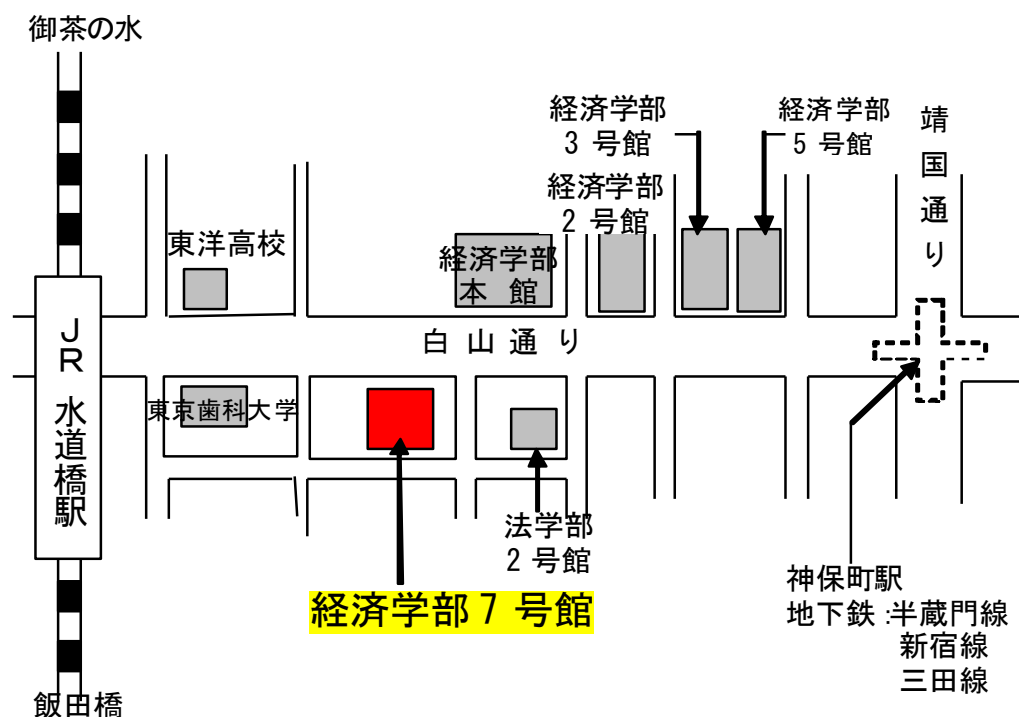 御茶の水
経済学部
3 号館
経済学部
5 号館
靖国通り
経済学部
2 号館
東洋高校
経済学部
本 館
白 山 通 り
JR 水道橋駅
東京歯科大学
法学部
2 号館
経済学部 7 号館
神保町駅
地下鉄 :半蔵門線
新宿線
三田線
飯田橋